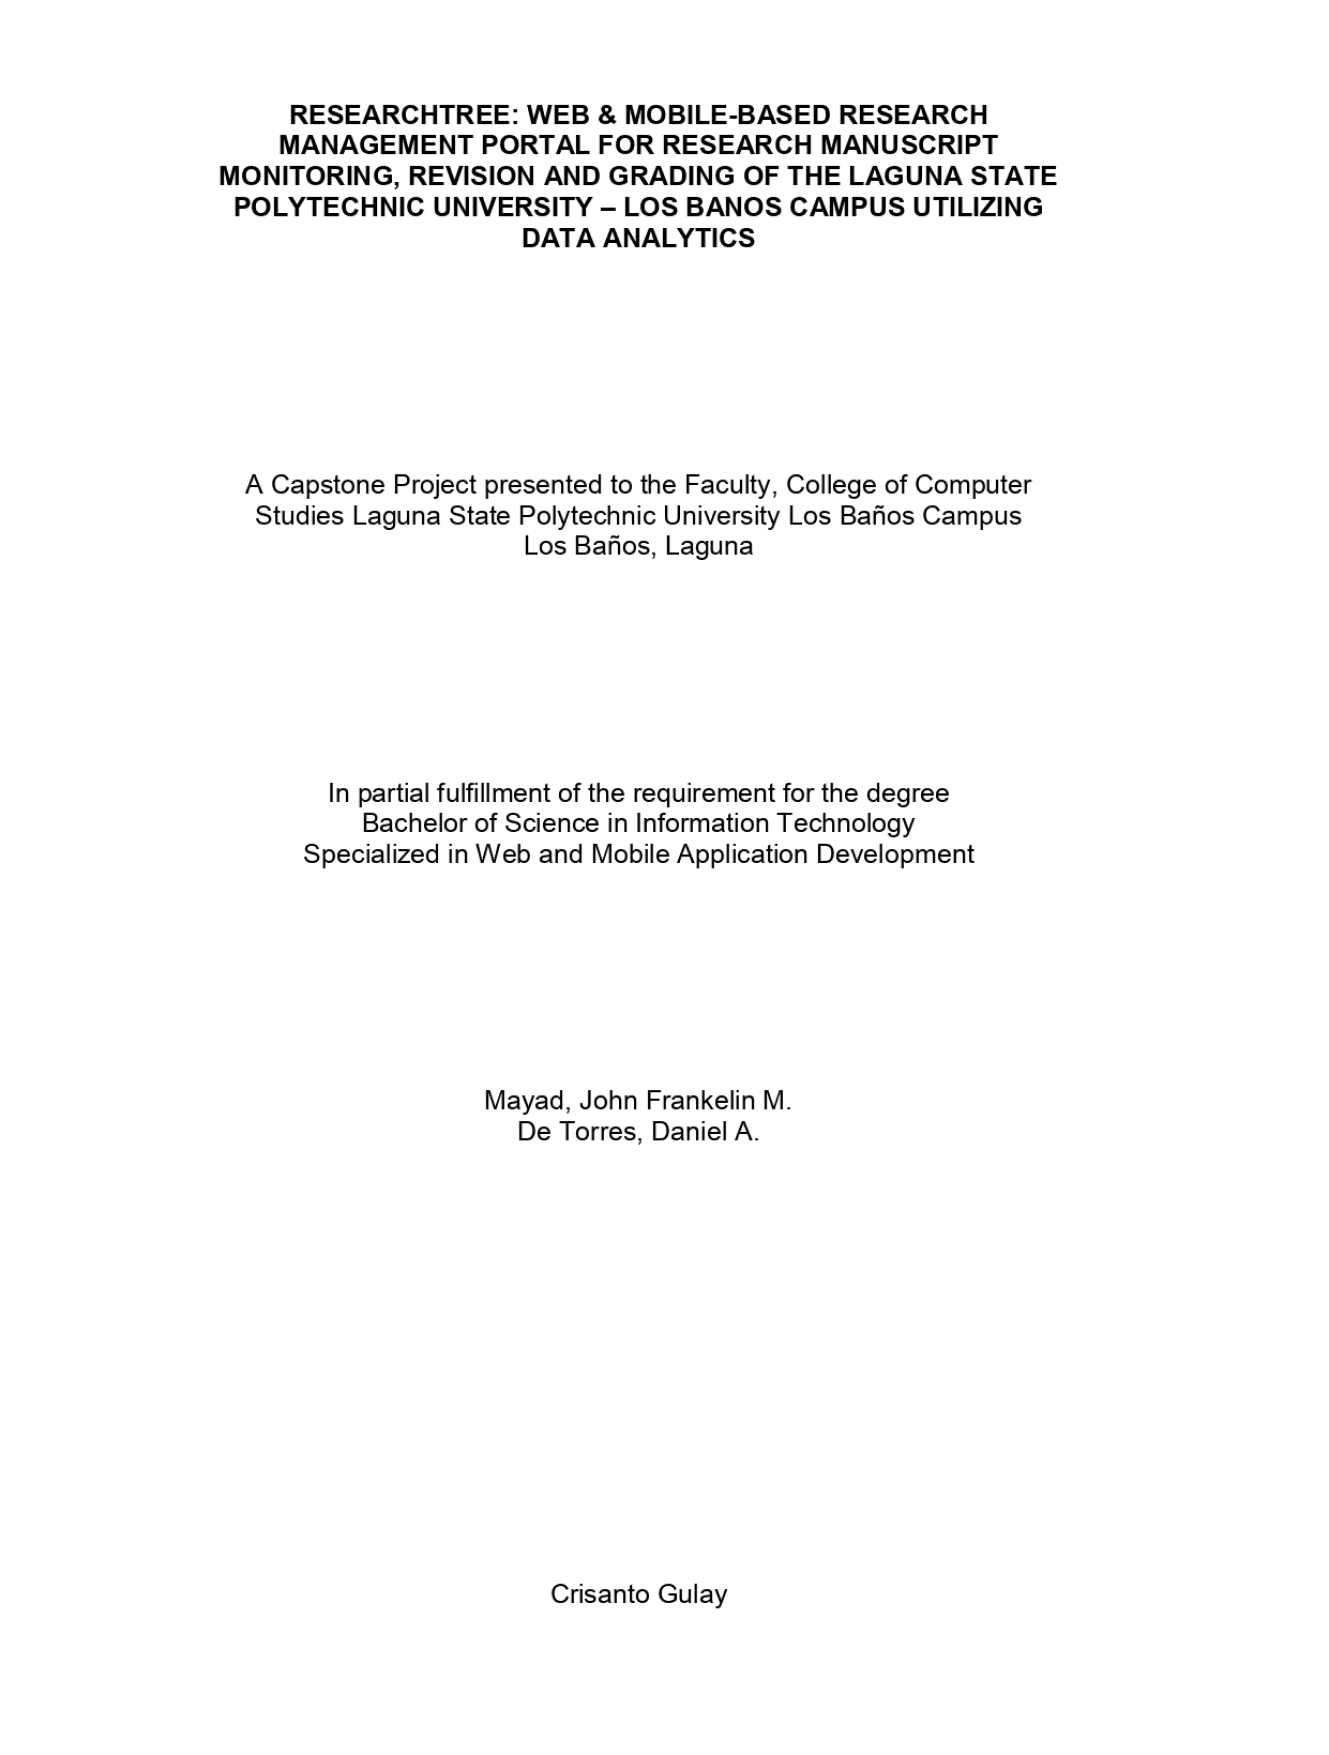 RESEARCHTREE: WEB & MOBILE-BASED RESEARCH
MANAGEMENT PORTAL FOR RESEARCH MANUSCRIPT
MONITORING, REVISION AND GRADING OF THE LAGUNA STATE
POLYTECHNIC UNIVERSITY – LOS BANOS CAMPUS UTILIZING
DATA ANALYTICS
A Capstone Project presented to the Faculty, College of Computer
Studies Laguna State Polytechnic University Los Baños Campus
Los Baños, Laguna
In partial fulfillment of the requirement for the degree
Bachelor of Science in Information Technology
Specialized in Web and Mobile Application Development
Mayad, John Frankelin M.
De Torres, Daniel A.
Crisanto Gulay